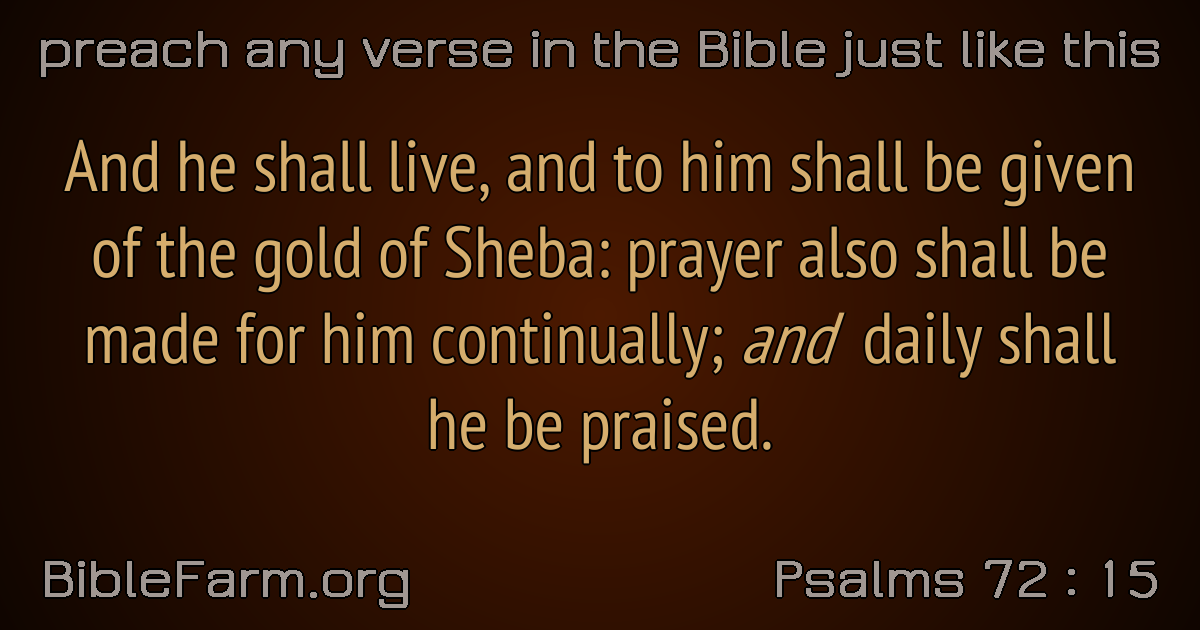 preach any verse in the Bible just like this
And he shall live, and to him shall be given
of the gold of Sheba: prayer also shall be
made for him continually; and daily shall
he be praised.
BibleFarm.org
Psalms 72 : 15